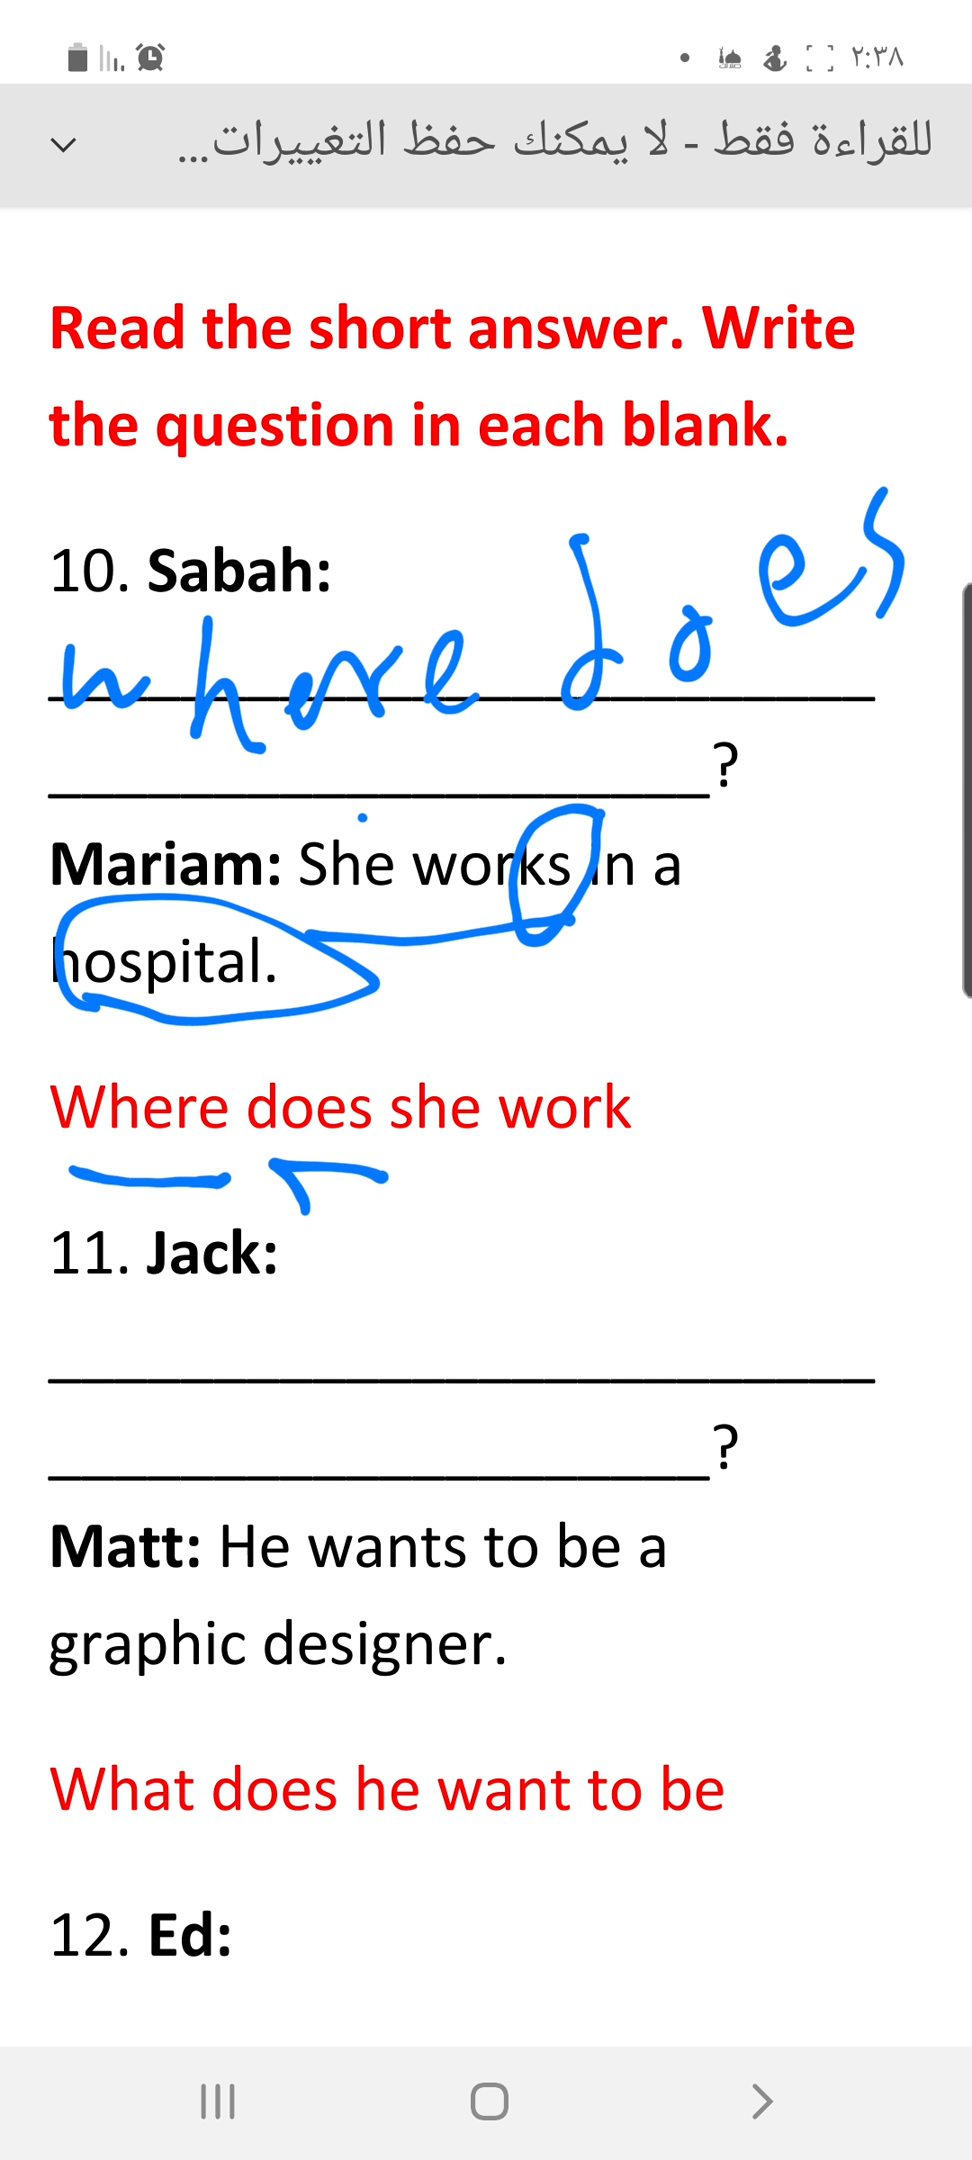 ٢:٣٨
للقراءة فقط - لا يمكنك حفظ التغييرات...
Read the short answer. Write
the question in each blank.
10. Sabah:
where does
?
Mariam: She works in a
hospital.
Where does she work
11. Jack:
?
Matt: He wants to be a
graphic designer.
What does he want to be
12. Ed: